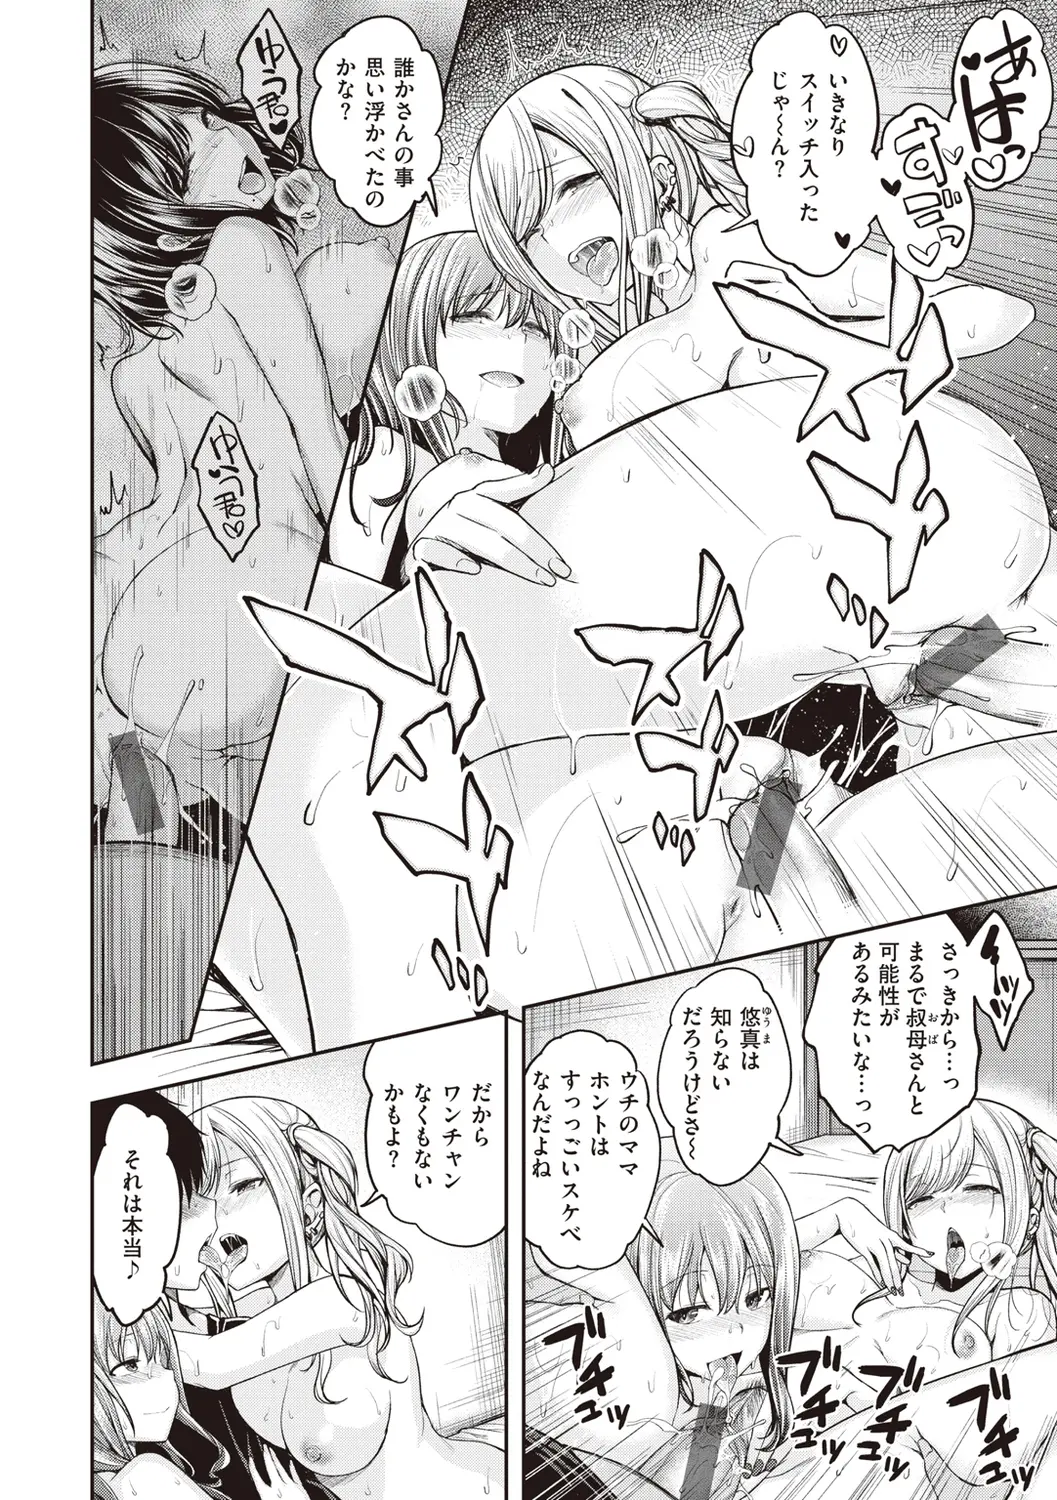 あはっ
すごっ
いきなり
スイッチ入った
じゃ～ん？
誰かさんの事
思い浮かべたの
かな？
ゆう君
ゆう君
さっきから…っ
まるで叔母さんと
おば
可能性が
あるみたいな…っっ
悠真は
ゆうま
知らない
だろうけどさ～
ウチのママ
ホントは
すっっごいスケベ
なんだよね
ブチュッ
ブチュッ
ブチュッ
ブチュッ
だから
ワンチャン
なくもない
かもよ？
それは本当♪